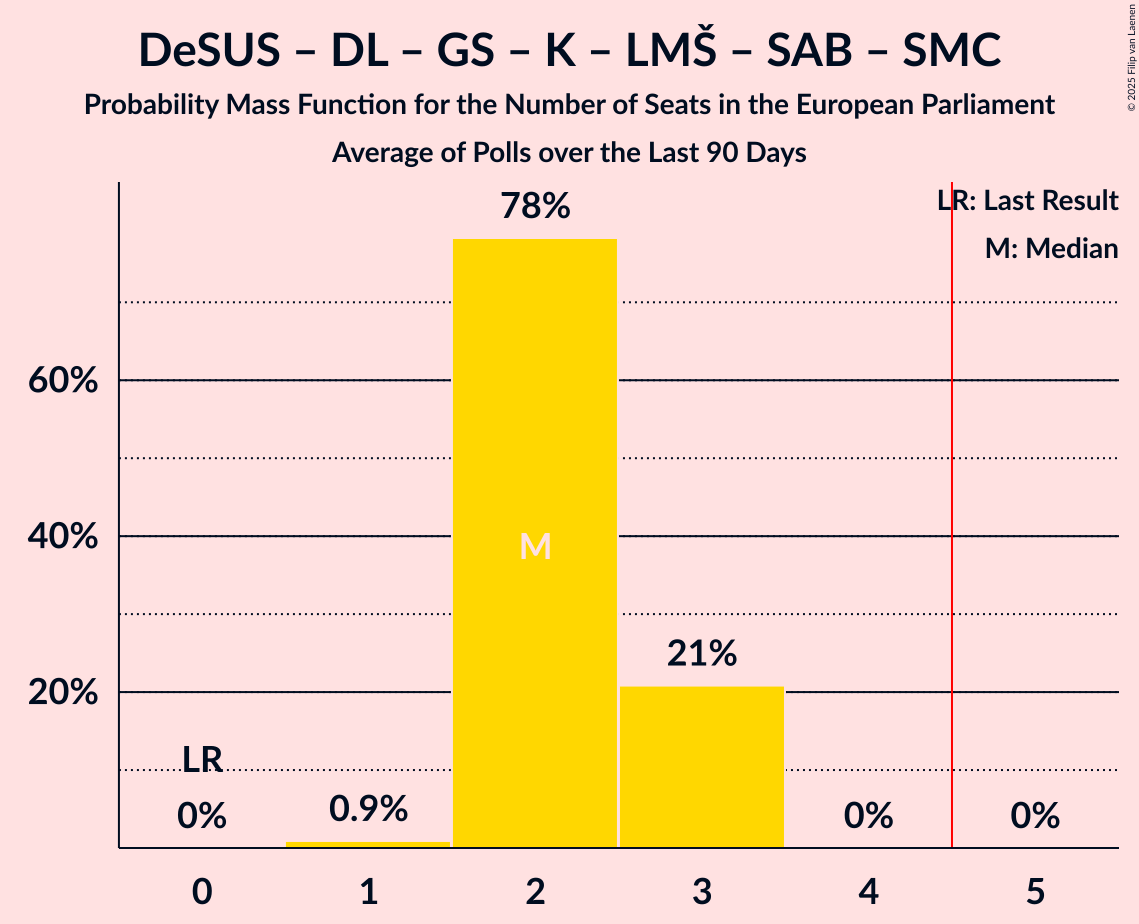 DeSUS – DL – GS – K – LMŠ – SAB – SMC
Probability Mass Function for the Number of Seats in the European Parliament
Average of Polls over the Last 90 Days
© 2025 Filip van Laenen
LR: Last Result
M: Median
78%
60%
40%
M
21%
20%
LR
0%
0.9%
0%
0%
0 1 2 3 4 5